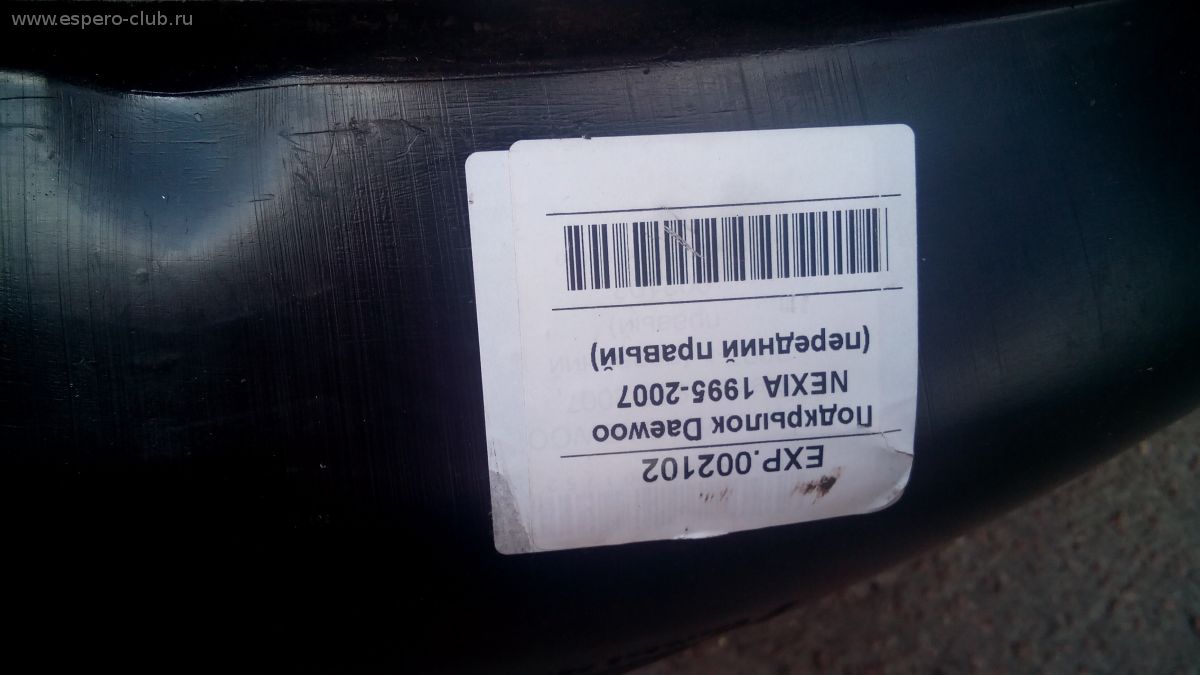 www.espero-club.ru
EXP.002102
Подкрылок Daewoo
NEXIA 1995-2007
(передний правый)